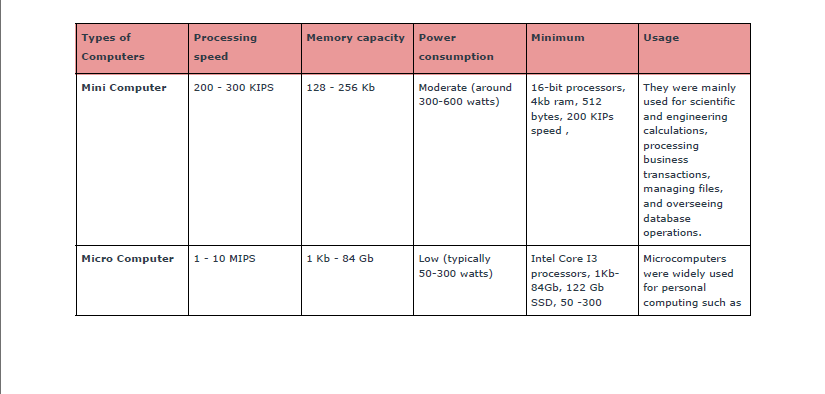 Types of Computers
Processing speed
Memory capacity
Power consumption
Minimum
Usage
Mini Computer
200 - 300 KIPS
128 - 256 Kb
Moderate (around
300-600 watts)
16-bit processors,
4kb ram, 512
bytes, 200 KIPs
speed ,
They were mainly
used for scientific
and engineering
calculations,
processing
business
transactions,
managing files,
and overseeing
database
operations.
Micro Computer
1 - 10 MIPS
1 Kb - 84 Gb
Low (typically
50-300 watts)
Intel Core I3
processors, 1Kb-
84Gb, 122 Gb
SSD, 50 -300
Microcomputers
were widely used
for personal
computing such as